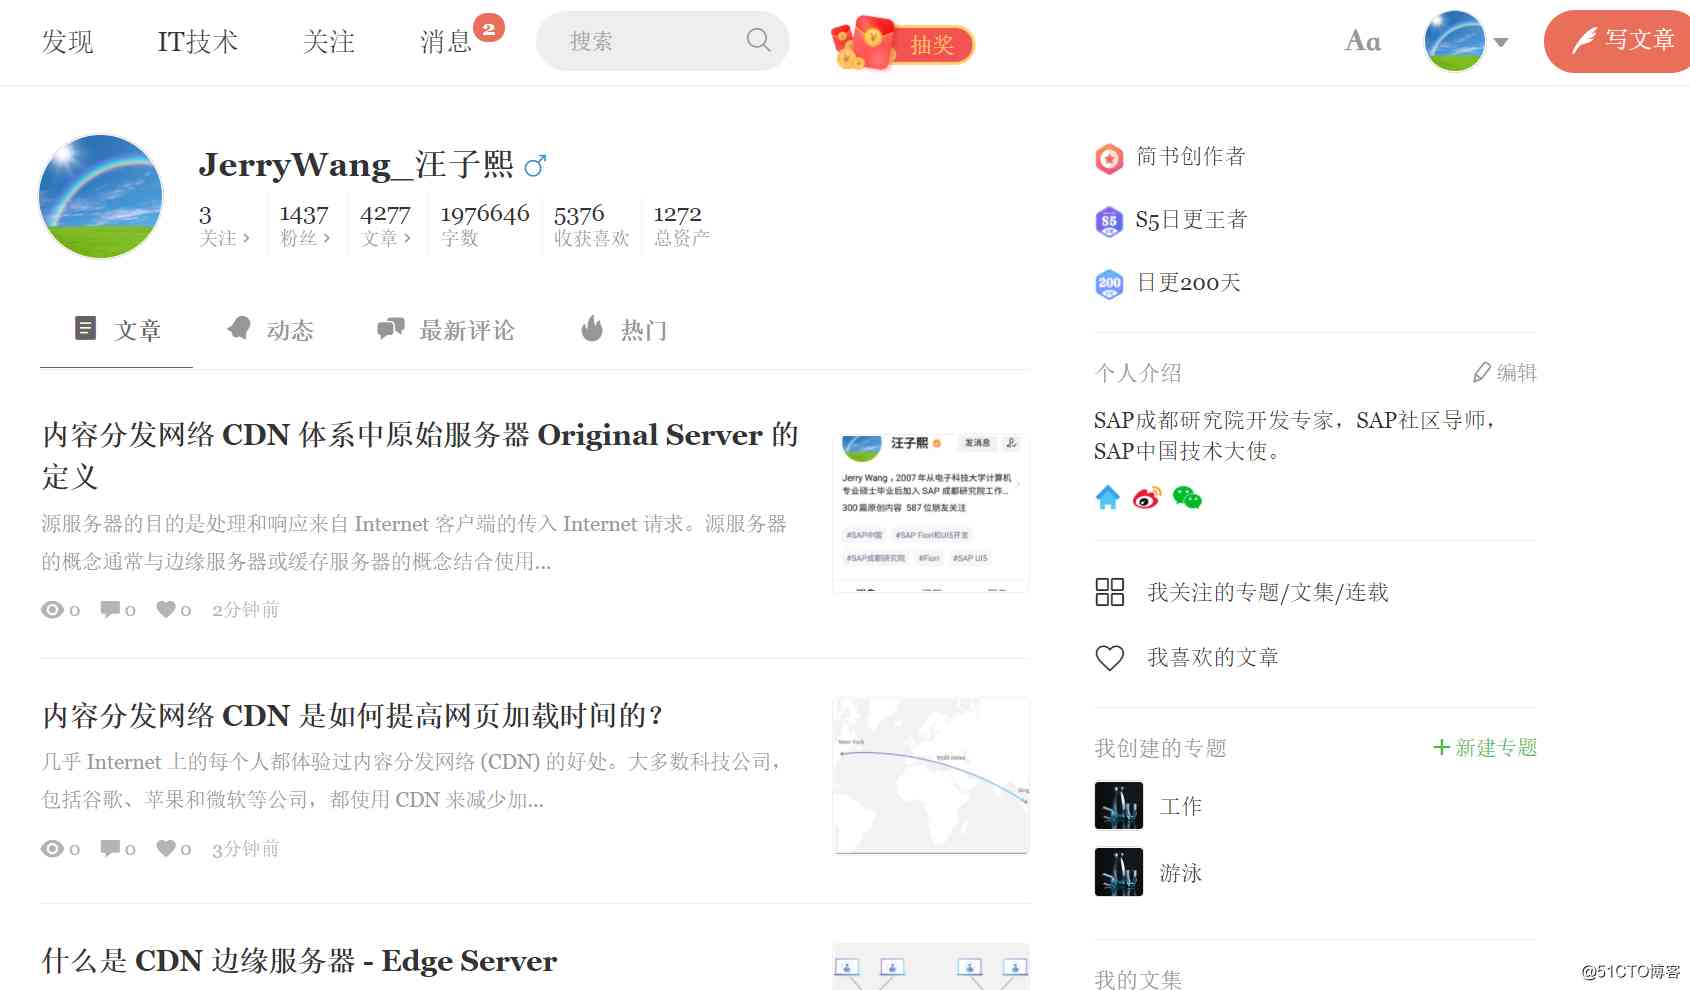 发现 IT技术 关注 消息 2 搜索 抽奖 Aa 写文章
JerryWang_汪子熙
3 1437 4277 1976646 5376 1272
关注 粉丝 文章 字数 收获喜欢 总资产
文章 动态 最新评论 热门
内容分发网络 CDN 体系中原始服务器 Original Server 的
定义
源服务器的目的是处理和响应来自 Internet 客户端的传入 Internet 请求。源服务器
的概念通常与边缘服务器或缓存服务器的概念结合使用...
0 0 0 2分钟前
汪子熙 发消息
Jerry Wang，2007 年从电子科技大学计算机
专业硕士毕业后加入 SAP 成都研究院工作...
300 篇原创内容 587 位朋友关注
#SAP中国 #SAP Fiori和UI5开发
#SAP成都研究院 #Fiori #SAP UI5
内容分发网络 CDN 是如何提高网页加载时间的？
几乎 Internet 上的每个人都体验过内容分发网络 (CDN) 的好处。大多数科技公司，
包括谷歌、苹果和微软等公司，都使用 CDN 来减少加...
0 0 0 3分钟前
New York
什么是 CDN 边缘服务器 - Edge Server
简书创作者
S5 S5日更王者
200 日更200天
个人介绍 编辑
SAP成都研究院开发专家，SAP社区导师，
SAP中国技术大使。
我关注的专题/文集/连载
我喜欢的文章
我创建的专题 新建专题
工作
游泳
我的文集
@51CTO博客